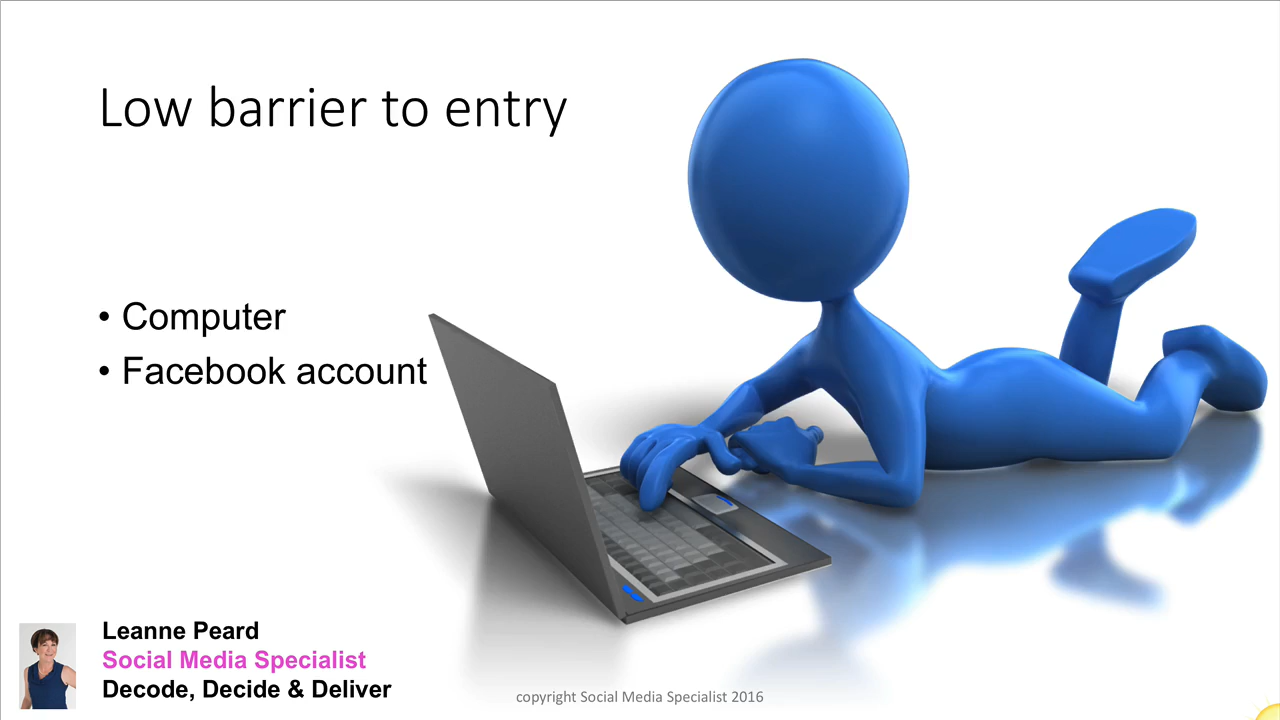 Low barrier to entry
• Computer
• Facebook account
Leanne Peard
Social Media Specialist
Decode, Decide & Deliver
copyright Social Media Specialist 2016